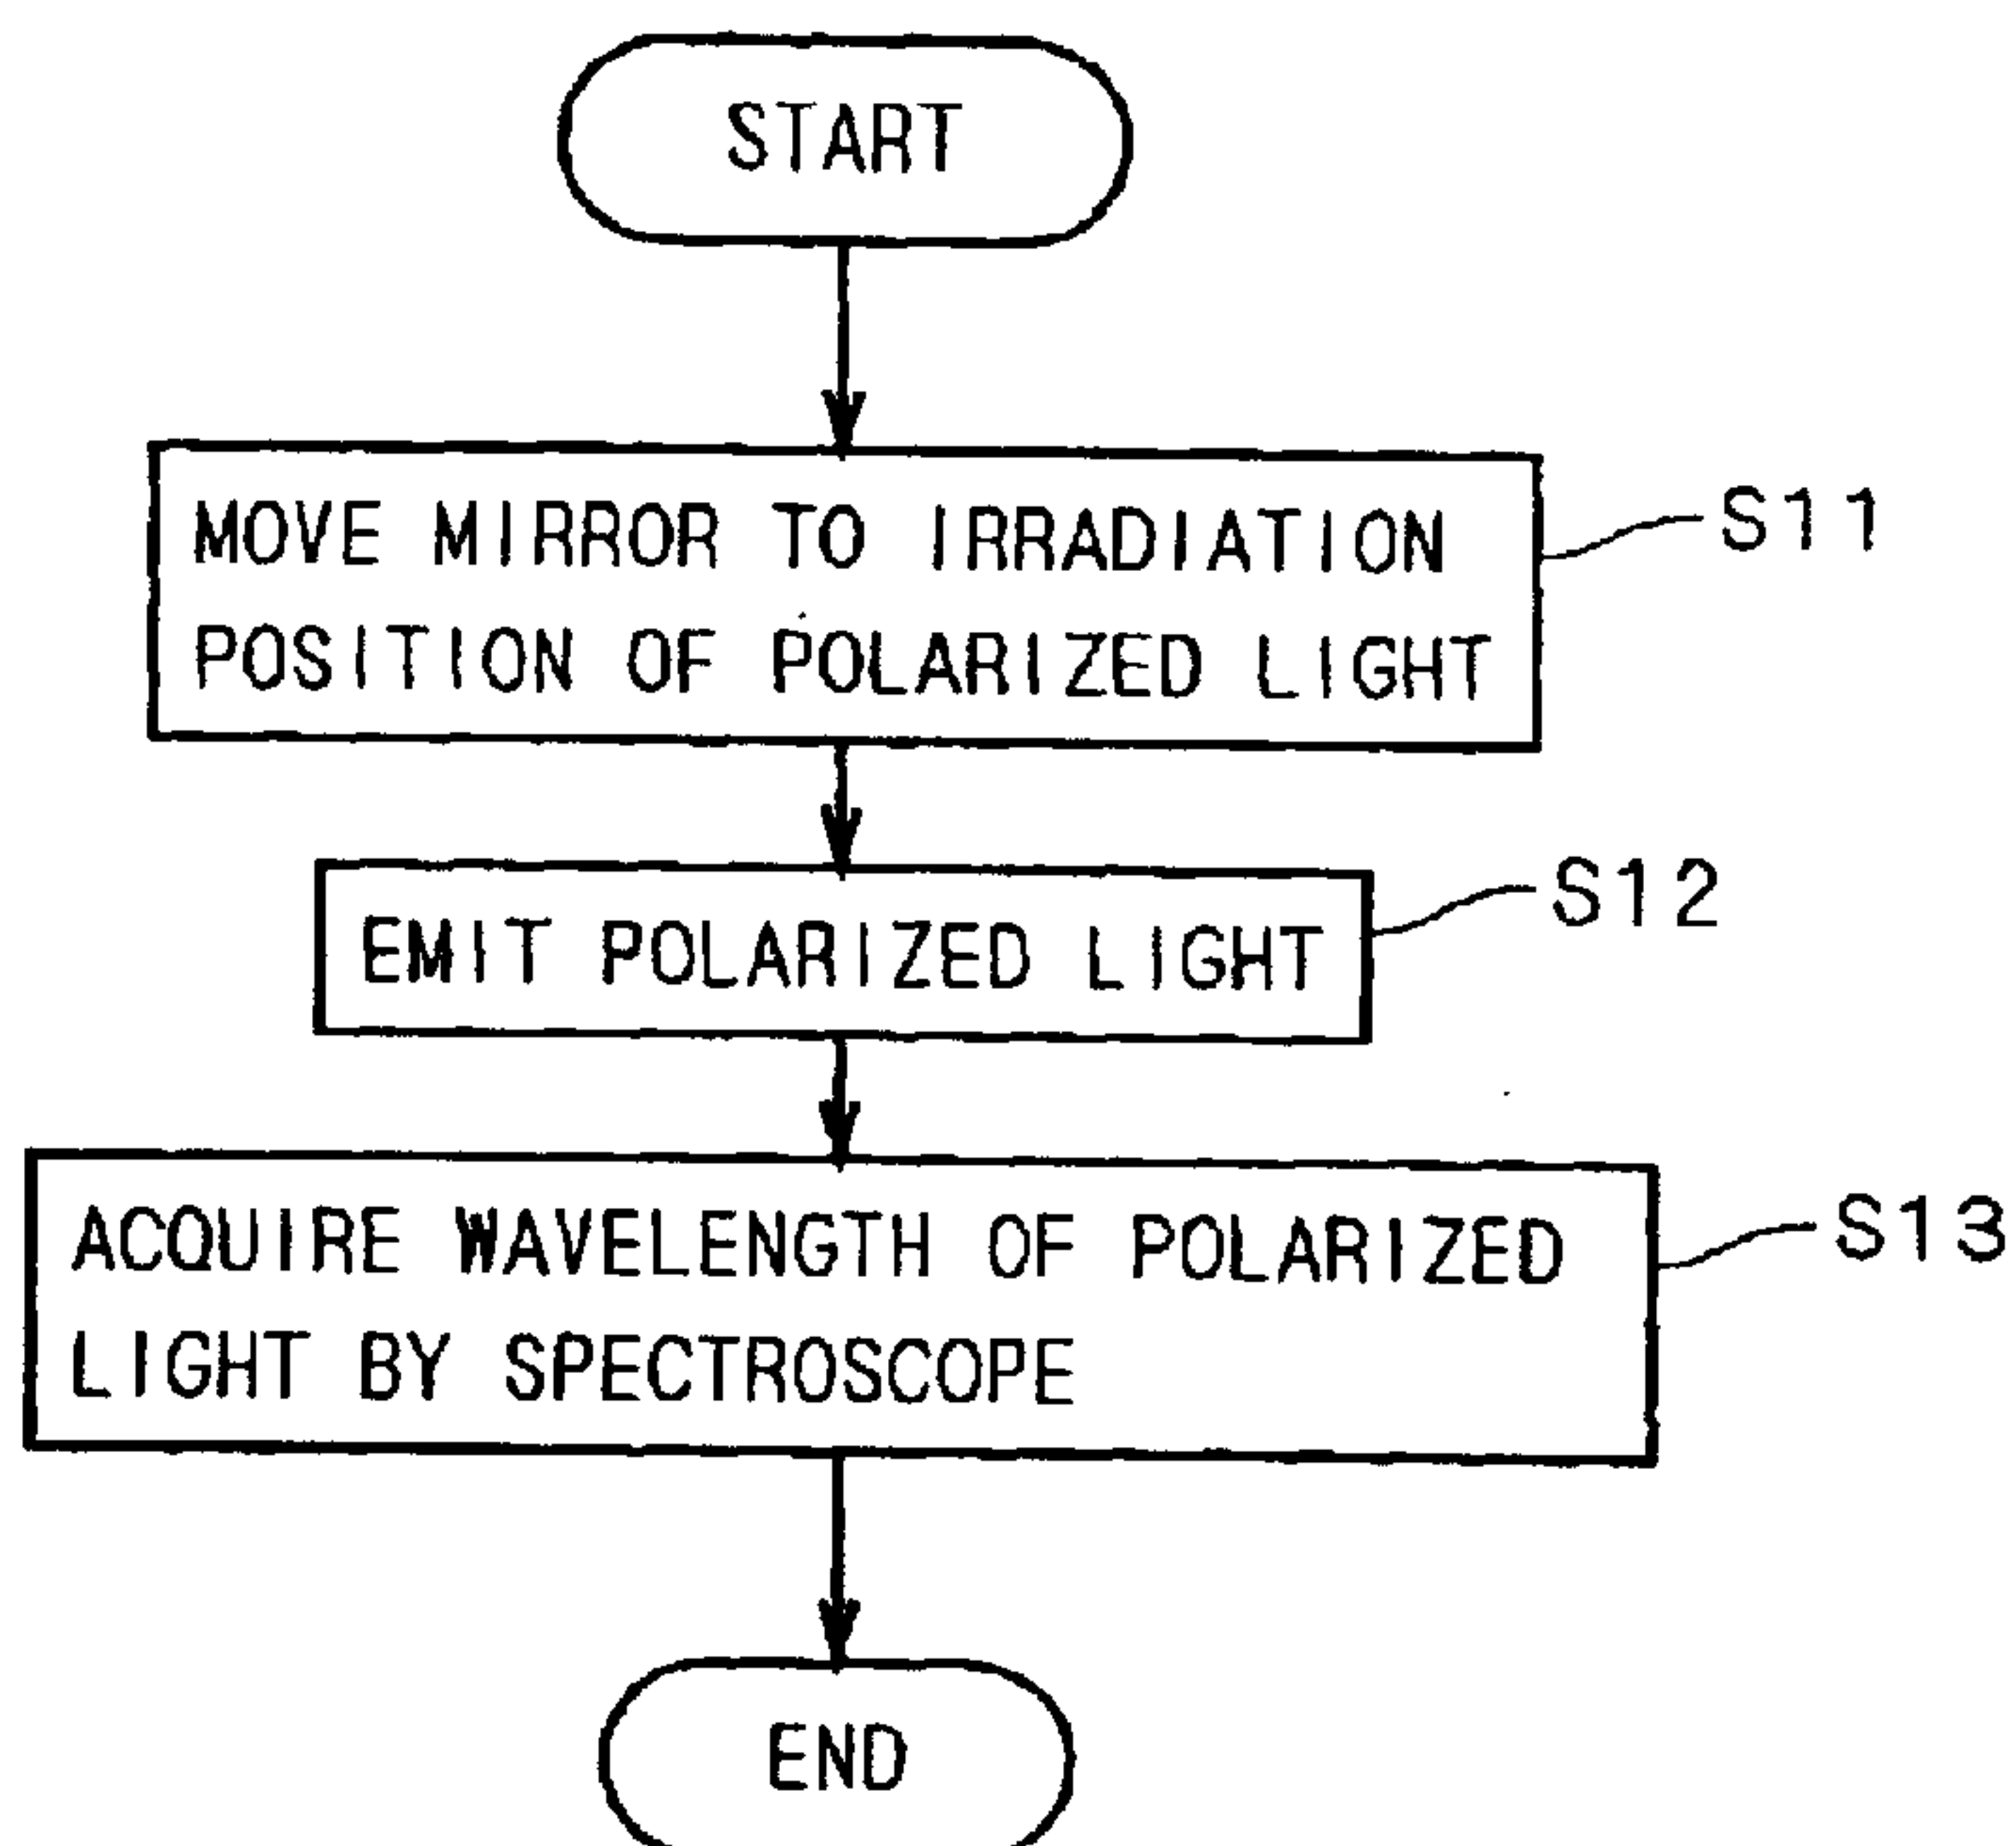 START
MOVE MIRROR TO IRRADIATION
POSITION OF POLARIZED LIGHT
S11
EMIT POLARIZED LIGHT
S12
ACQUIRE WAVELENGTH OF POLARIZED
LIGHT BY SPECTROSCOPE
S13
END